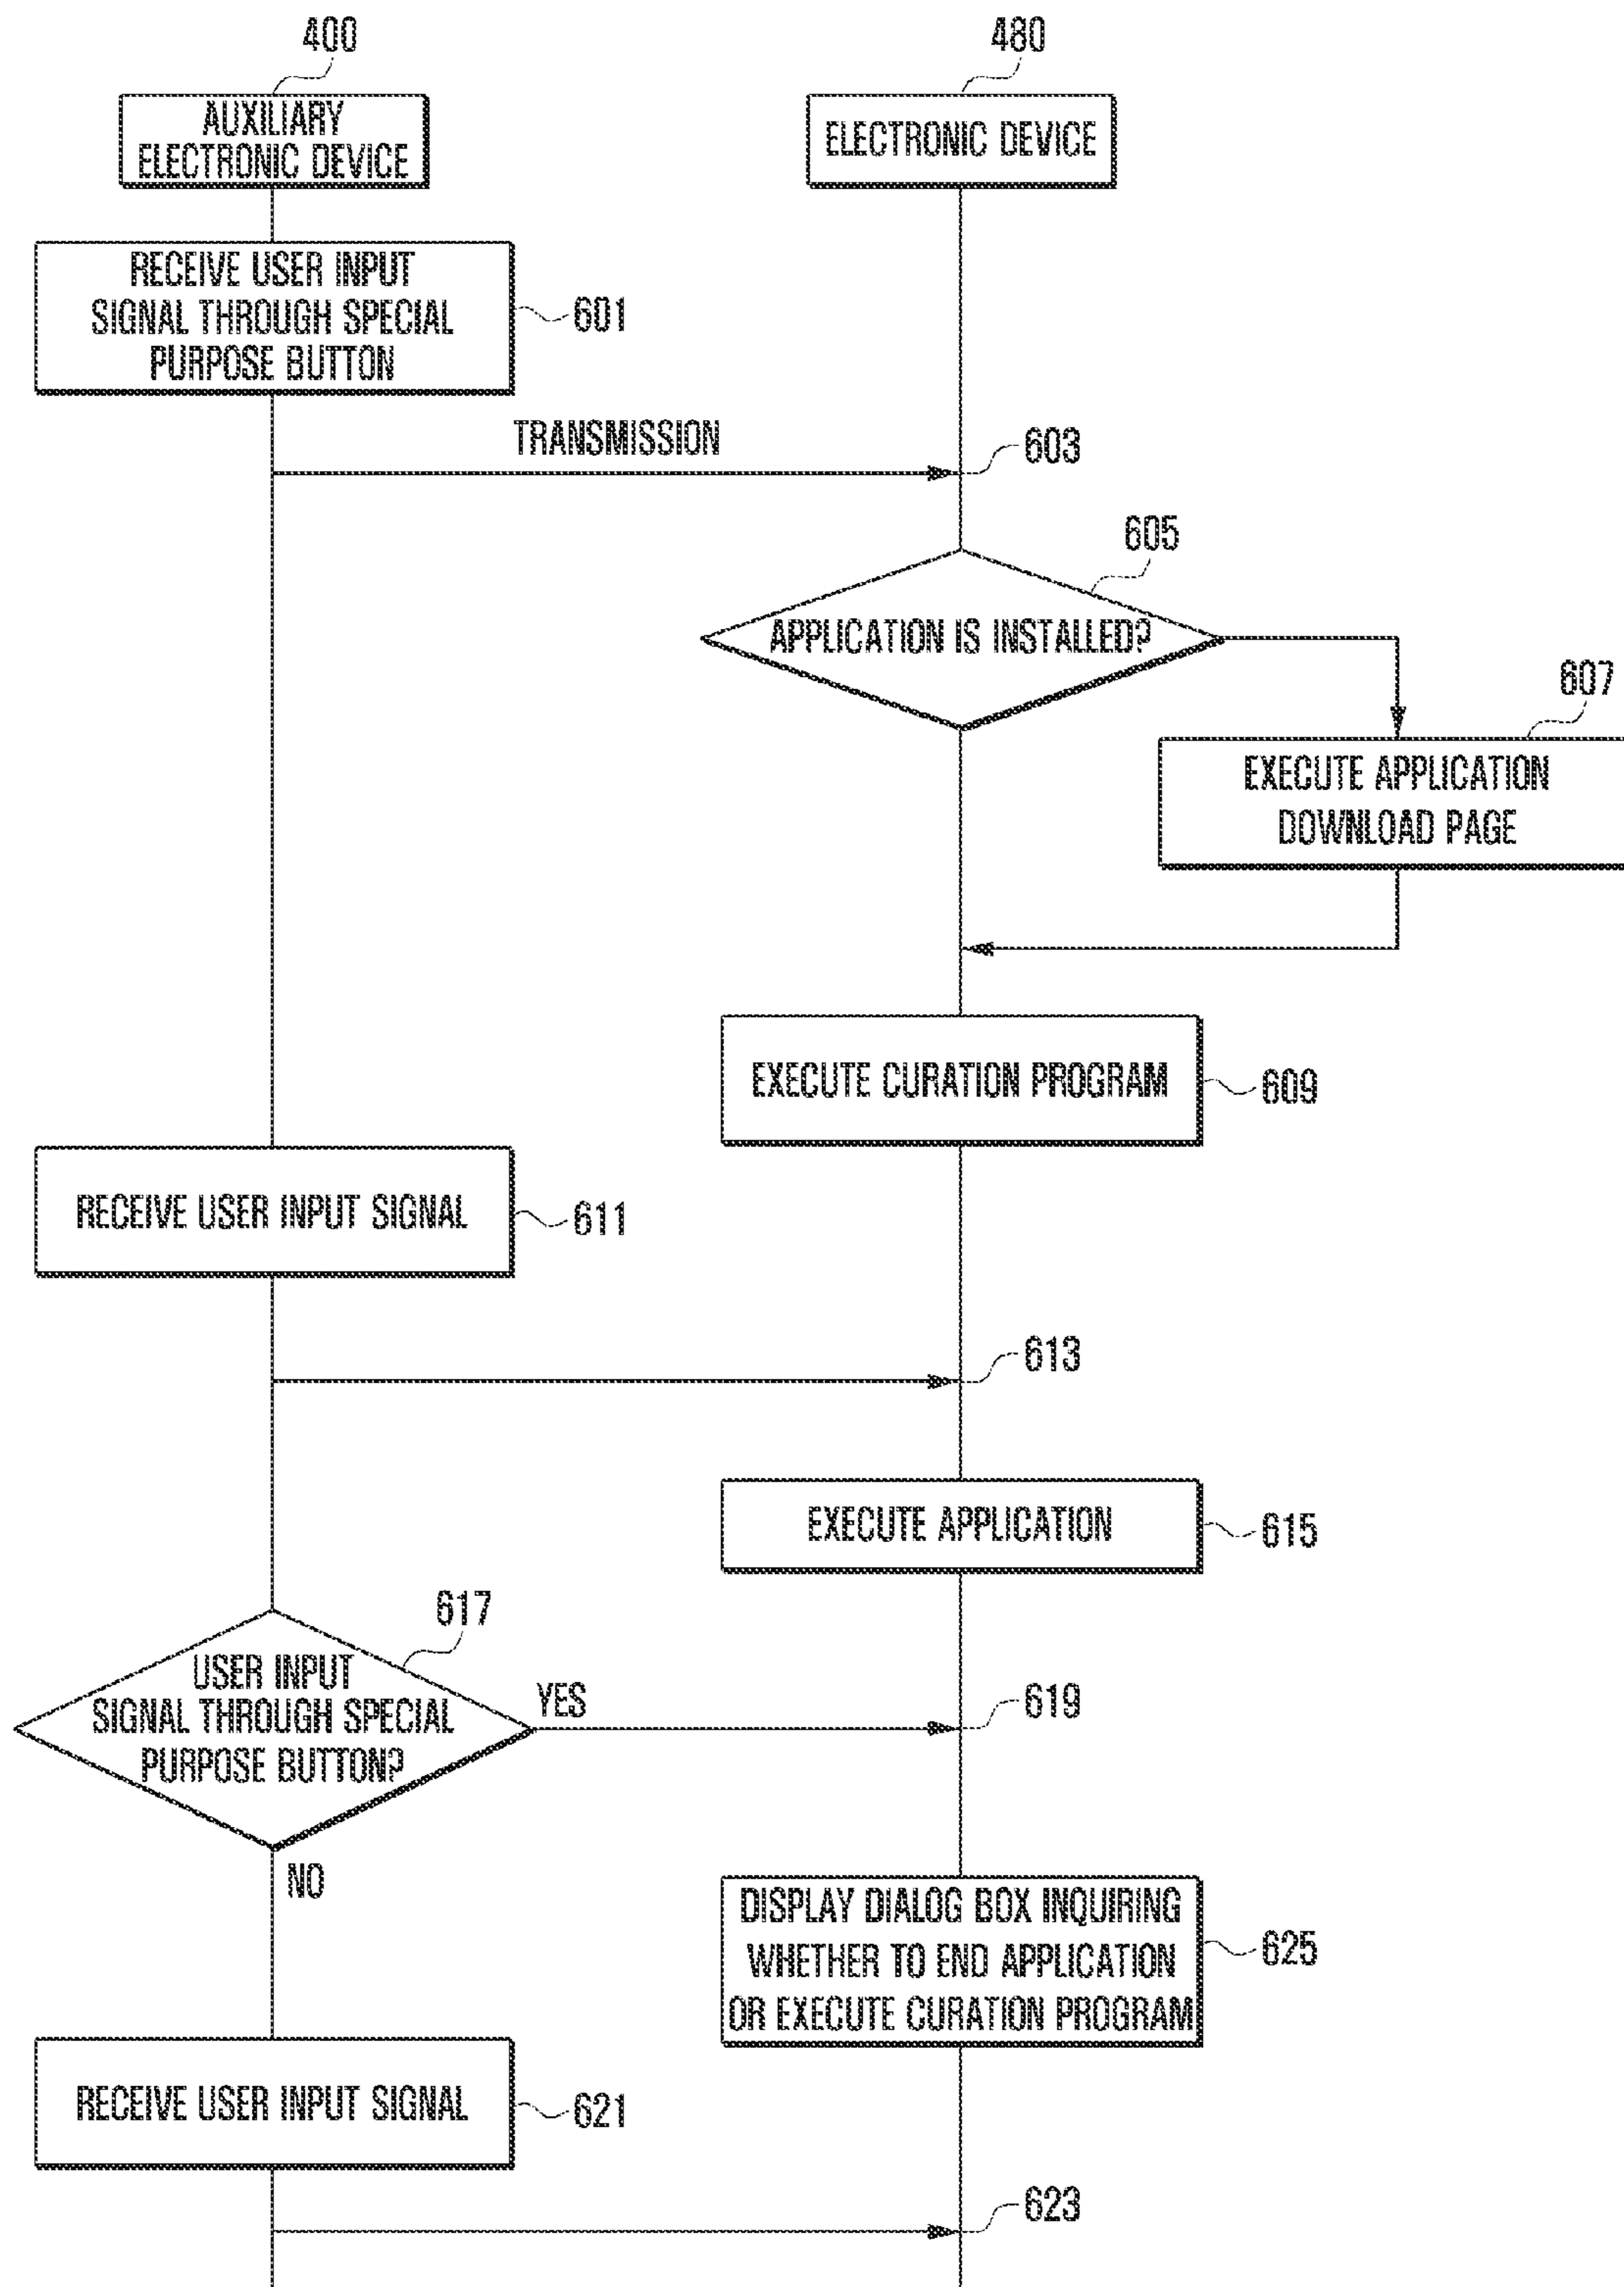 400
480
AUXILIARY
ELECTRONIC DEVICE
ELECTRONIC DEVICE
RECEIVE USER INPUT
SIGNAL THROUGH SPECIAL
PURPOSE BUTTON
601
TRANSMISSION
603
605
APPLICATION IS INSTALLED?
607
EXECUTE APPLICATION
DOWNLOAD PAGE
EXECUTE CURATION PROGRAM
609
RECEIVE USER INPUT SIGNAL
611
613
EXECUTE APPLICATION
615
617
USER INPUT
SIGNAL THROUGH SPECIAL
PURPOSE BUTTON?
YES
619
NO
DISPLAY DIALOG BOX INQUIRING
WHETHER TO END APPLICATION
OR EXECUTE CURATION PROGRAM
625
RECEIVE USER INPUT SIGNAL
621
623